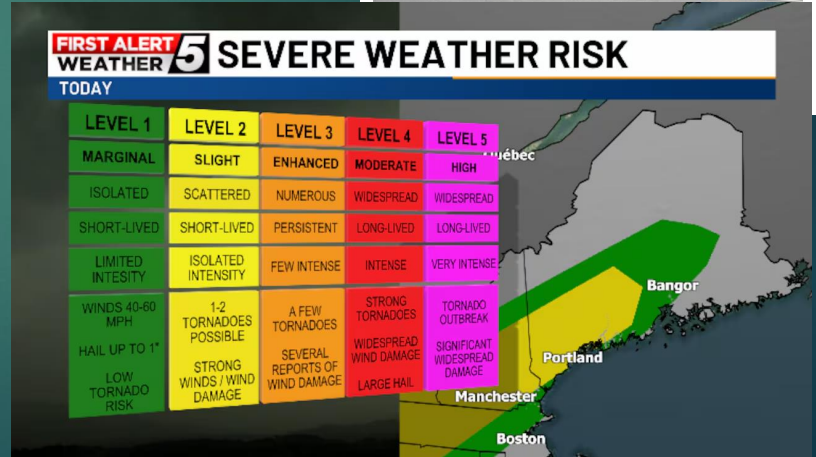 FIRST ALERT
WEATHER 5
SEVERE WEATHER RISK
TODAY
LEVEL 1
MARGINAL
ISOLATED
SHORT-LIVED
LIMITED
INTESITY
WINDS 40-60
MPH
HAIL UP TO 1"
LOW
TORNADO
RISK
LEVEL 2
SLIGHT
SCATTERED
SHORT-LIVED
ISOLATED
INTENSITY
1-2
TORNADOES
POSSIBLE
STRONG
WINDS / WIND
DAMAGE
LEVEL 3
ENHANCED
NUMEROUS
PERSISTENT
FEW INTENSE
A FEW
TORNADOES
SEVERAL
REPORTS OF
WIND DAMAGE
LEVEL 4
MODERATE
WIDESPREAD
LONG-LIVED
INTENSE
STRONG
TORNADOES
WIDESPREAD
WIND DAMAGE
LARGE HAIL
LEVEL 5
HIGH
WIDESPREAD
LONG-LIVED
VERY INTENSE
TORNADO
OUTBREAK
SIGNIFICANT
WIDESPREAD
DAMAGE
Québec
Bangor
Portland
Manchester
Boston